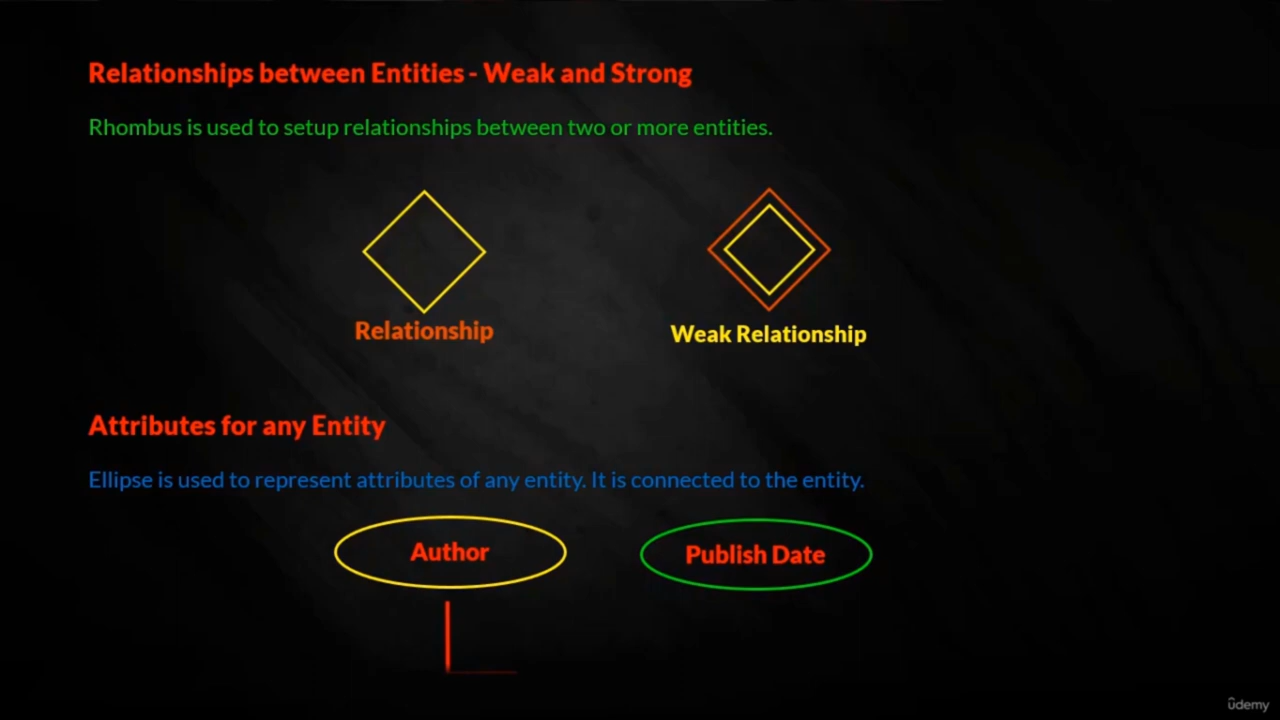 Relationships between Entities - Weak and Strong
Rhombus is used to setup relationships between two or more entities.
Relationship
Weak Relationship
Attributes for any Entity
Ellipse is used to represent attributes of any entity. It is connected to the entity.
Author
Publish Date
ûdemy